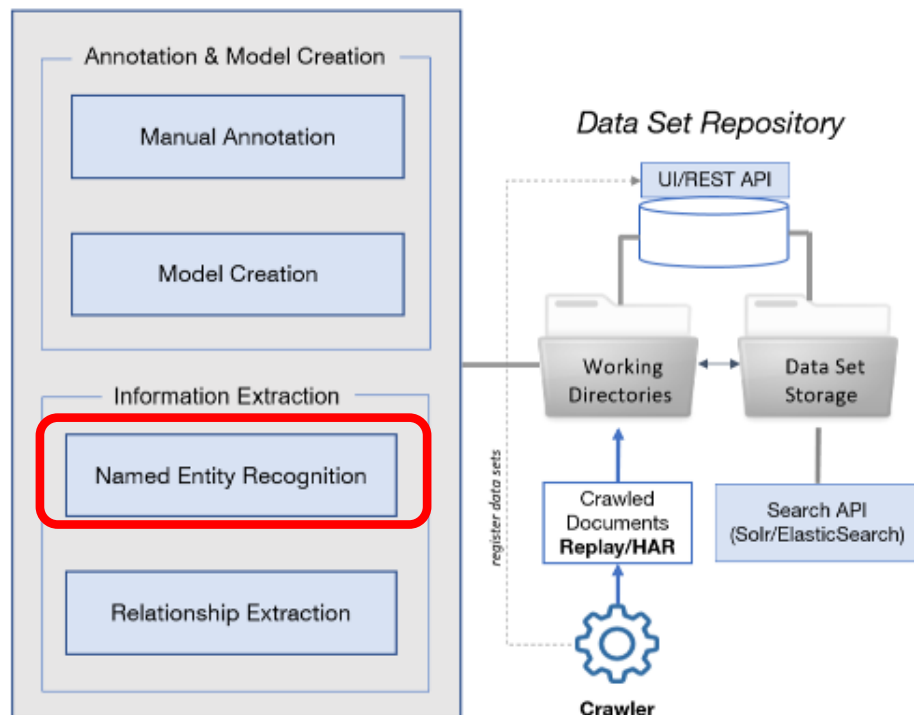 Annotation & Model Creation
Manual Annotation
Model Creation
Information Extraction
Named Entity Recognition
Relationship Extraction
Data Set Repository
UI/REST API
Working
Directories
Data Set
Storage
register data sets
Crawled
Documents
Replay/HAR
Search API
(Solr/ElasticSearch)
Crawler